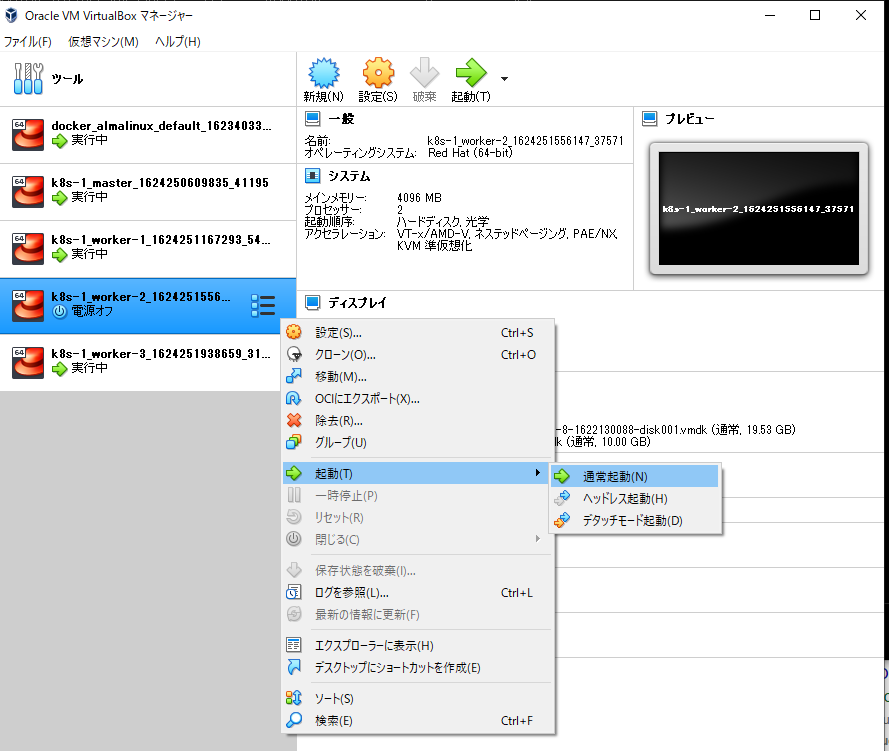 Oracle VM VirtualBox マネージャー
ファイル(F) 仮想マシン(M) ヘルプ(H)
ツール
新規(N) 設定(S) 破棄 起動(T)
64
docker_almalinux_default_16234033...
実行中
64
k8s-1_master_1624250609835_41195
実行中
64
k8s-1_worker-1_1624251167293_54...
実行中
64
k8s-1_worker-2_1624251556...
電源オフ
64
k8s-1_worker-3_1624251938659_31...
実行中
一般
名前: k8s-1_worker-2_1624251556147_37571
オペレーティングシステム: Red Hat (64-bit)
システム
メインメモリー: 4096 MB
プロセッサー: 2
起動順序: ハードディスク, 光学
アクセラレーション: VT-x/AMD-V, ネステッドページング, PAE/NX,
KVM 準仮想化
プレビュー
k8s-1_worker-2_1624251556147_37571
ディスプレイ
-8-1622130088-disk001.vmdk (通常, 19.53 GB)
dk (通常, 10.00 GB)
設定(S)... Ctrl+S
クローン(O)... Ctrl+O
移動(M)...
OCIにエクスポート(X)...
除去(R)...
グループ(U)
起動(T)
一時停止(P)
リセット(R)
閉じる(C)
保存状態を破棄(I)...
ログを参照(L)... Ctrl+L
最新の情報に更新(F)
エクスプローラーに表示(H)
デスクトップにショートカットを作成(E)
ソート(S)
検索(E) Ctrl+F
通常起動(N)
ヘッドレス起動(H)
デタッチモード起動(D)